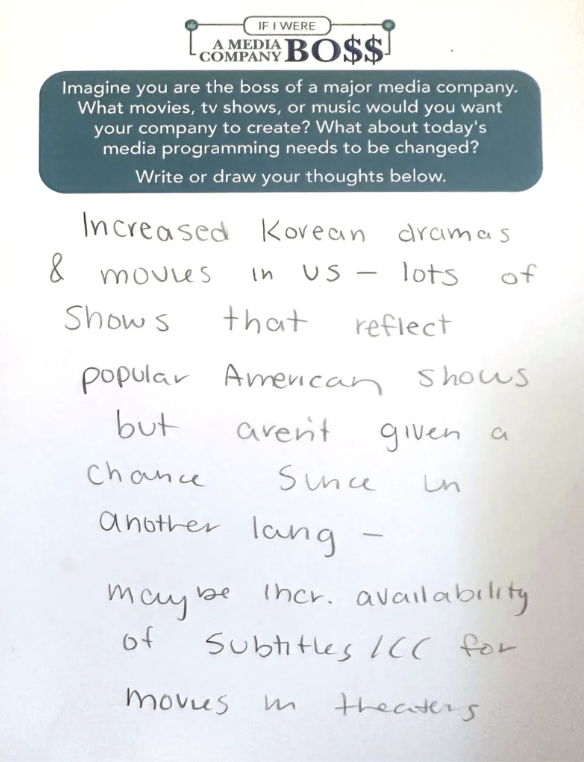 IF I WERE
A MEDIA
COMPANY BO$$
Imagine you are the boss of a major media company.
What movies, tv shows, or music would you want
your company to create? What about today's
media programming needs to be changed?
Write or draw your thoughts below.
Increased Korean dramas
& movies in US – lots of
shows that reflect
popular American shows
but aren't given a
chance since in
another lang –
maybe incr. availability
of subtitles/CC for
movies in theaters